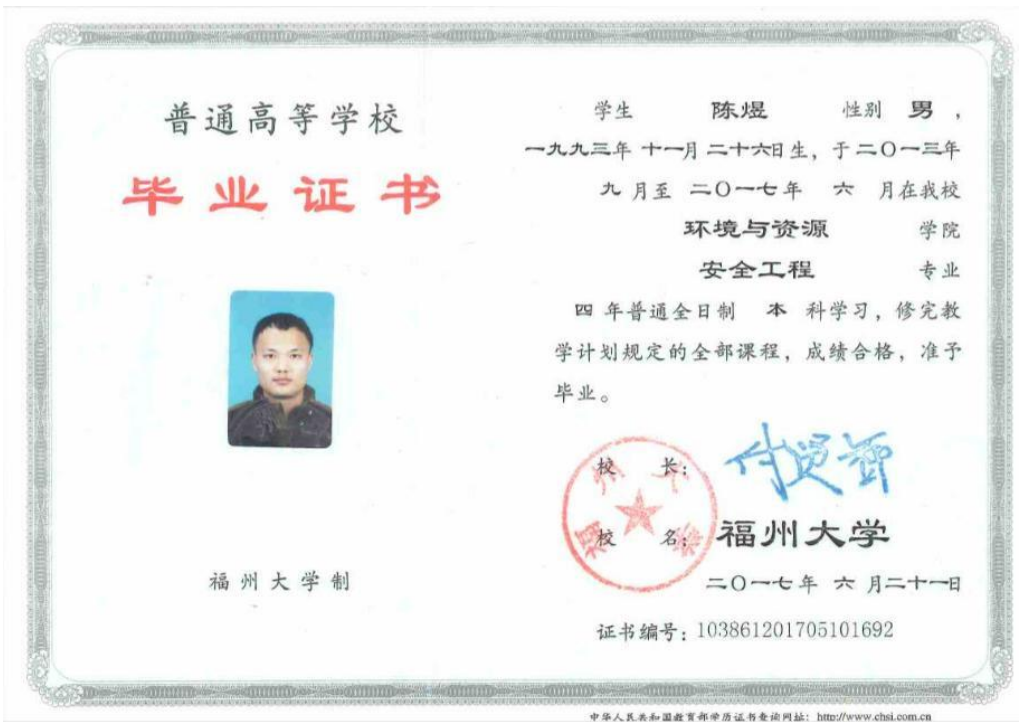 普通高等学校
毕业证书
福州大学制
学生 陈煜 性别 男,
一九九三年 十一月 二十六日生，于二〇一三年
九 月至 二〇一七年 六 月在我校
环境与资源 学院
安全工程 专业
四 年普通全日制 本 科学习，修完教
学计划规定的全部课程，成绩合格，准予
毕业。
校 长：
校 名：福州大学
福州大学
二〇一七年 六 月二十一日
证书编号：103861201705101692
中华人民共和国教育部学历证书查询网址：http://www.chsi.com.cn